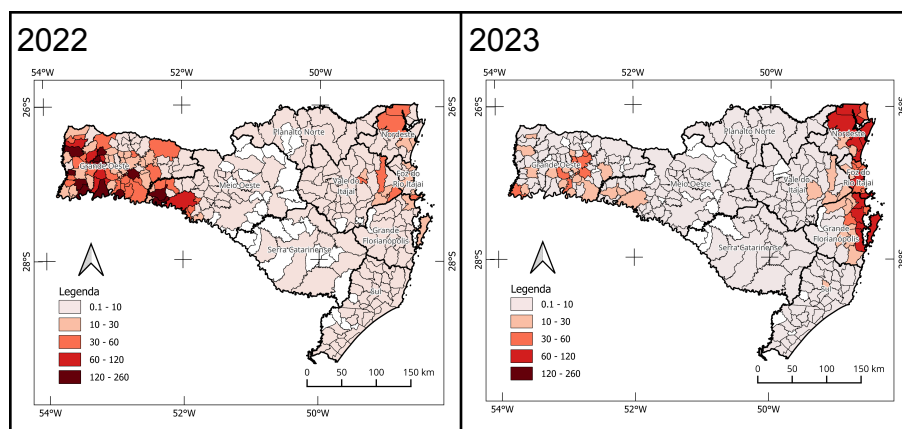 2022
54°W
52°W
50°W
26°S
26°S
Planalto Norte
Nordeste
Grande Oeste
Meio Oeste
Vale do
Itajaí
Foz do
Rio Itajaí
Grande
Florianópolis
Serra Catarinense
28°S
28°S
Sul
Legenda
0.1 - 10
10 - 30
30 - 60
60 - 120
120 - 260
0 50 100 150 km
54°W
52°W
50°W
2023
54°W
52°W
50°W
26°S
26°S
Planalto Norte
Nordeste
Grande Oeste
Meio Oeste
Vale do
Itajaí
Foz do
Rio Itajaí
Grande
Florianópolis
Serra Catarinense
28°S
28°S
Sul
Legenda
0.1 - 10
10 - 30
30 - 60
60 - 120
120 - 260
0 50 100 150 km
54°W
52°W
50°W